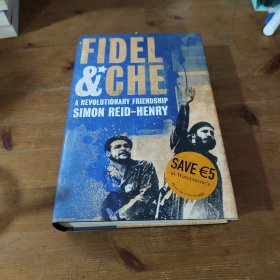 FIDEL
& CHE
A REVOLUTIONARY FRIENDSHIP
SIMON REID-HENRY
SAVE €5
at Waterstone's